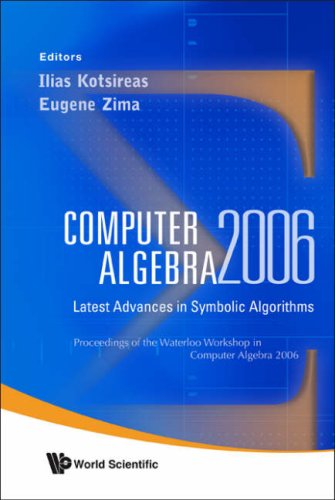 Editors
Ilias Kotsireas
Eugene Zima
COMPUTER
ALGEBRA 2006
Latest Advances in Symbolic Algorithms
Proceedings of the Waterloo Workshop in
Computer Algebra 2006
World Scientific